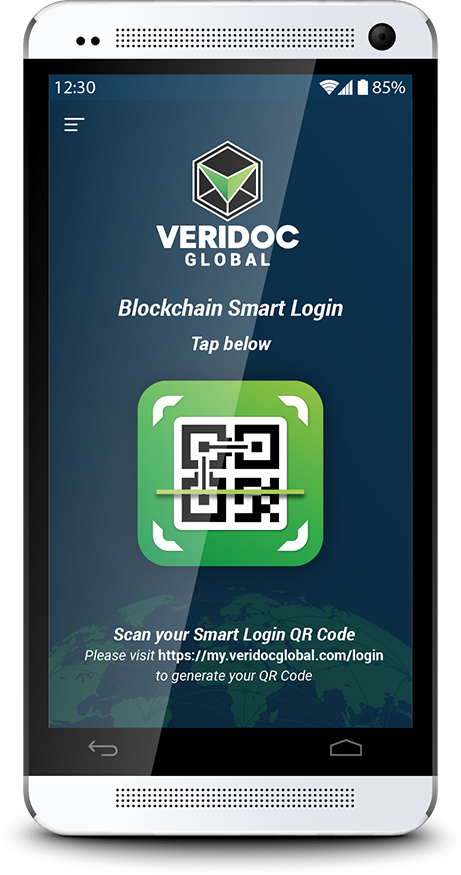 12:30
85%
VERIDOC
GLOBAL
Blockchain Smart Login
Tap below
Scan your Smart Login QR Code
Please visit https://my.veridocglobal.com/login
to generate your QR Code